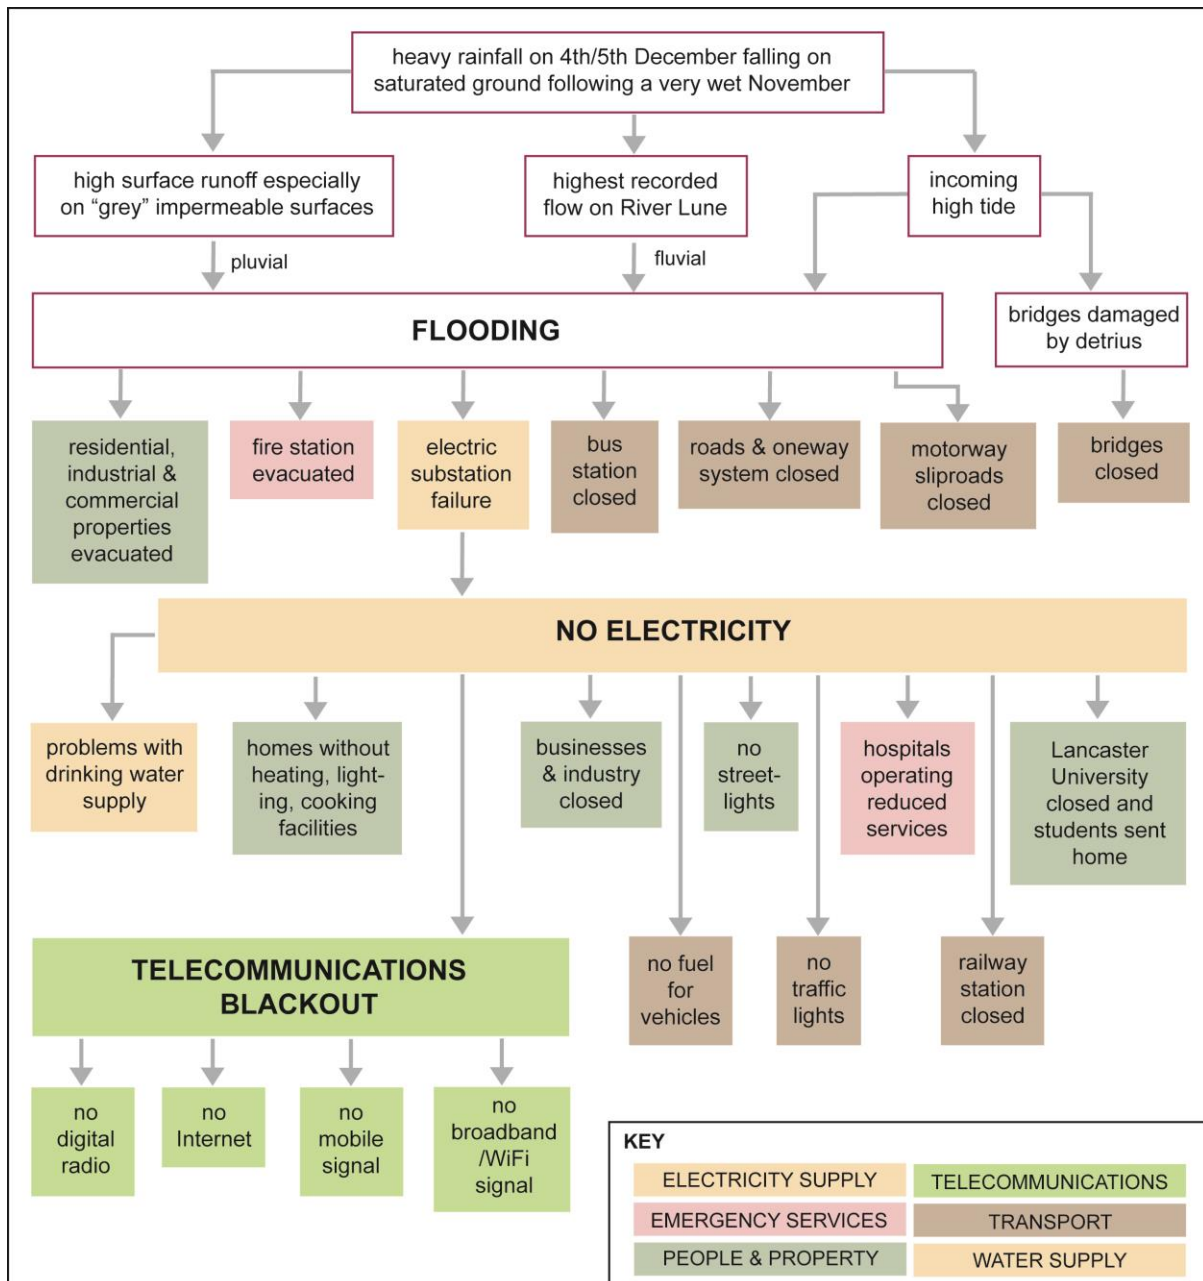 heavy rainfall on 4th/5th December falling on
saturated ground following a very wet November
high surface runoff especially
on “grey” impermeable surfaces
highest recorded
flow on River Lune
incoming
high tide
pluvial
fluvial
FLOODING
bridges damaged
by detrius
residential,
industrial &
commercial
properties
evacuated
fire station
evacuated
electric
substation
failure
bus
station
closed
roads & oneway
system closed
motorway
sliproads
closed
bridges
closed
NO ELECTRICITY
problems with
drinking water
supply
homes without
heating, light-
ing, cooking
facilities
businesses
& industry
closed
no
street-
lights
hospitals
operating
reduced
services
Lancaster
University
closed and
students sent
home
TELECOMMUNICATIONS
BLACKOUT
no fuel
for
vehicles
no
traffic
lights
railway
station
closed
no
digital
radio
no
Internet
no
mobile
signal
no
broadband
/WiFi
signal
KEY
ELECTRICITY SUPPLY
TELECOMMUNICATIONS
EMERGENCY SERVICES
TRANSPORT
PEOPLE & PROPERTY
WATER SUPPLY